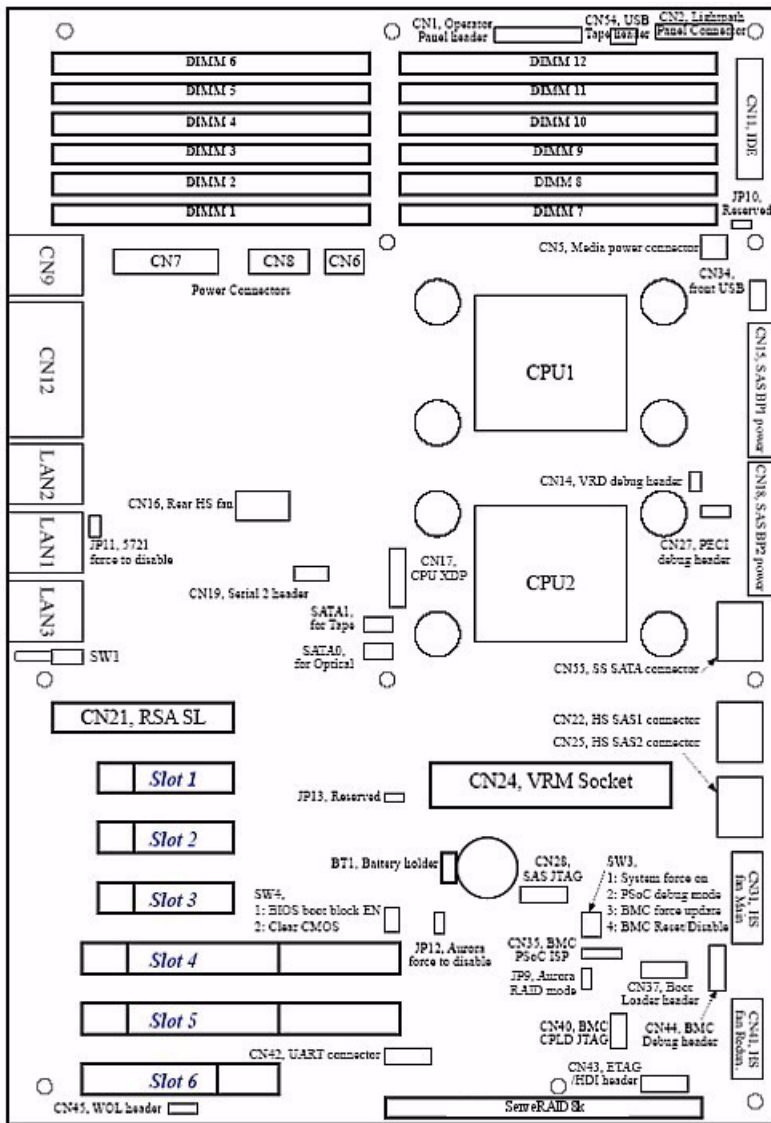 CN1, Operator
Panel header
CN54, USB
Tape header
CN2, Lightpath
Panel Connector
DIMM 6
DIMM 12
DIMM 5
DIMM 11
DIMM 4
DIMM 10
DIMM 3
DIMM 9
DIMM 2
DIMM 8
DIMM 1
DIMM 7
CN11, IDE
JP10,
Reserved
CN9
CN7
CN8
CN6
Power Connectors
CN5, Media power connector
CN34,
front USB
CN12
CPU1
CN15, SAS BP1 power
LAN2
CN16, Rear HS fan
CN14, VRD debug header
CN18, SAS BP2 power
LAN1
JP11, 5721
force to disable
CN17,
CPU XDP
CPU2
CN27, PECI
debug header
CN19, Serial 2 header
LAN3
SATA1,
for Tape
SATA0,
for Optical
SW1
CN55, SS SATA connector
CN21, RSA SL
CN22, HS SAS1 connector
CN25, HS SAS2 connector
Slot 1
JP13, Reserved
CN24, VRM Socket
Slot 2
BT1, Battery holder
CN28,
SAS JTAG
SW3,
1: System force on
2: PSoC debug mode
3: BMC force update
4: BMC Reset/Disable
CN31, HS
fan Main
Slot 3
SW4,
1: BIOS boot block EN
2: Clear CMOS
JP12, Aurora
force to disable
CN35, BMC
PSoC ISP
Slot 4
JP9, Aurora
RAID mode
CN37, Boot
Loader header
Slot 5
CN40, BMC
CPLD JTAG
CN44, BMC
Debug header
CN41, HS
fan Redun.
CN42, UART connector
CN43, ETAG
/HDI header
Slot 6
CN45, WOL header
ServeRAID 8k